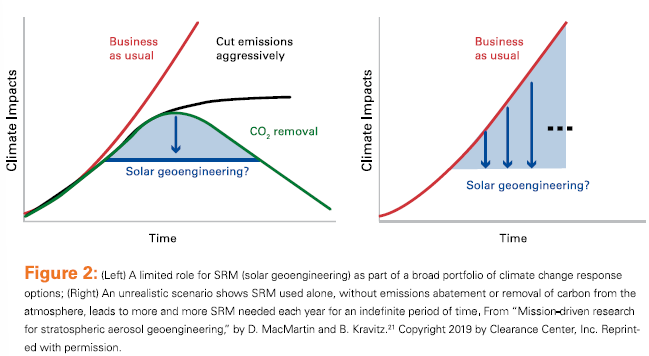 Business
as usual
Cut emissions
aggressively
CO2 removal
Solar geoengineering?
Climate Impacts
Time
Business
as usual
Solar geoengineering?
Climate Impacts
Time
Figure 2: (Left) A limited role for SRM (solar geoengineering) as part of a broad portfolio of climate change response
options; (Right) An unrealistic scenario shows SRM used alone, without emissions abatement or removal of carbon from the
atmosphere, leads to more and more SRM needed each year for an indefinite period of time, From “Mission-driven research
for stratospheric aerosol geoengineering,” by D. MacMartin and B. Kravitz.21 Copyright 2019 by Clearance Center, Inc. Reprint-
ed with permission.